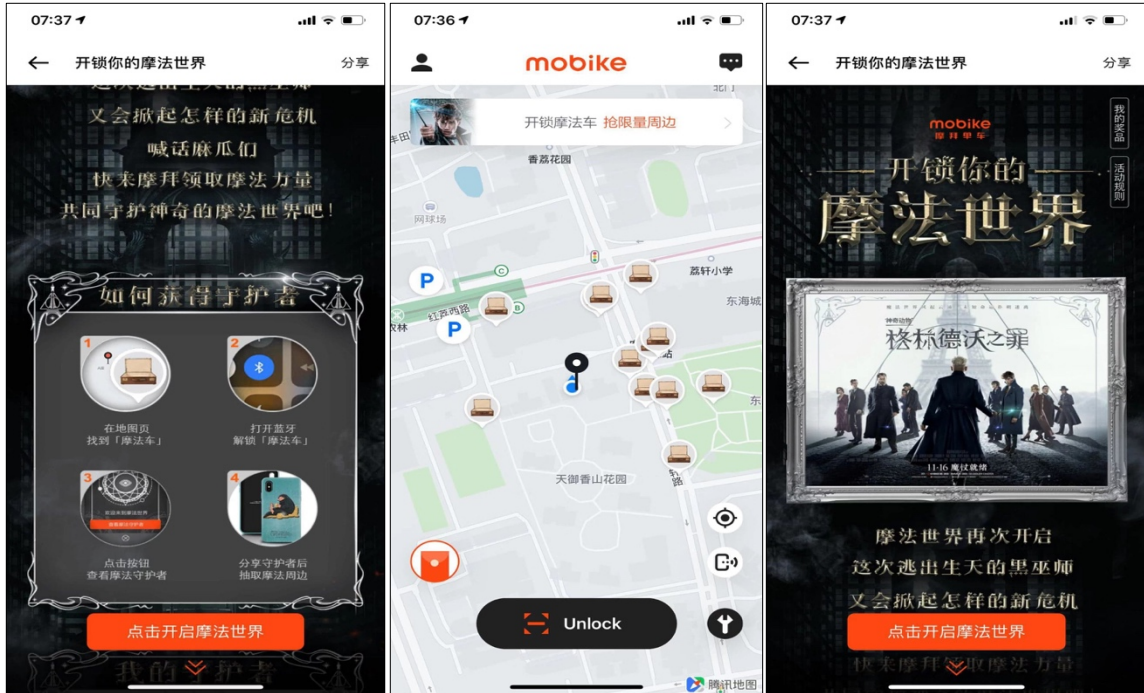 07:37
开锁你的摩法世界
分享
又会掀起怎样的新危机
喊话麻瓜们
快来摩拜领取摩法力量
共同守护神奇的摩法世界吧!
如何获得守护者
1
在地图页
找到「摩法车」
2
打开蓝牙
解锁「摩法车」
3
点击按钮
查看摩法守护者
4
分享守护者后
抽取摩法周边
点击开启摩法世界
我的守护者
07:36
mobike
北门
开锁摩法车 抢限量周边
香荔花园
网球场
P
C
荔轩小学
东海城
红荔西路
B
农林
P
站
东
天御香山花园
路
Unlock
腾讯地图
07:37
开锁你的摩法世界
分享
我的奖品
mobike
摩拜单车
活动规则
开锁你的
摩法世界
神奇动物
格林德沃之罪
11·16 魔仗就绪
摩法世界再次开启
这次逃出生天的黑巫师
又会掀起怎样的新危机
点击开启摩法世界
快来摩拜领取摩法力量